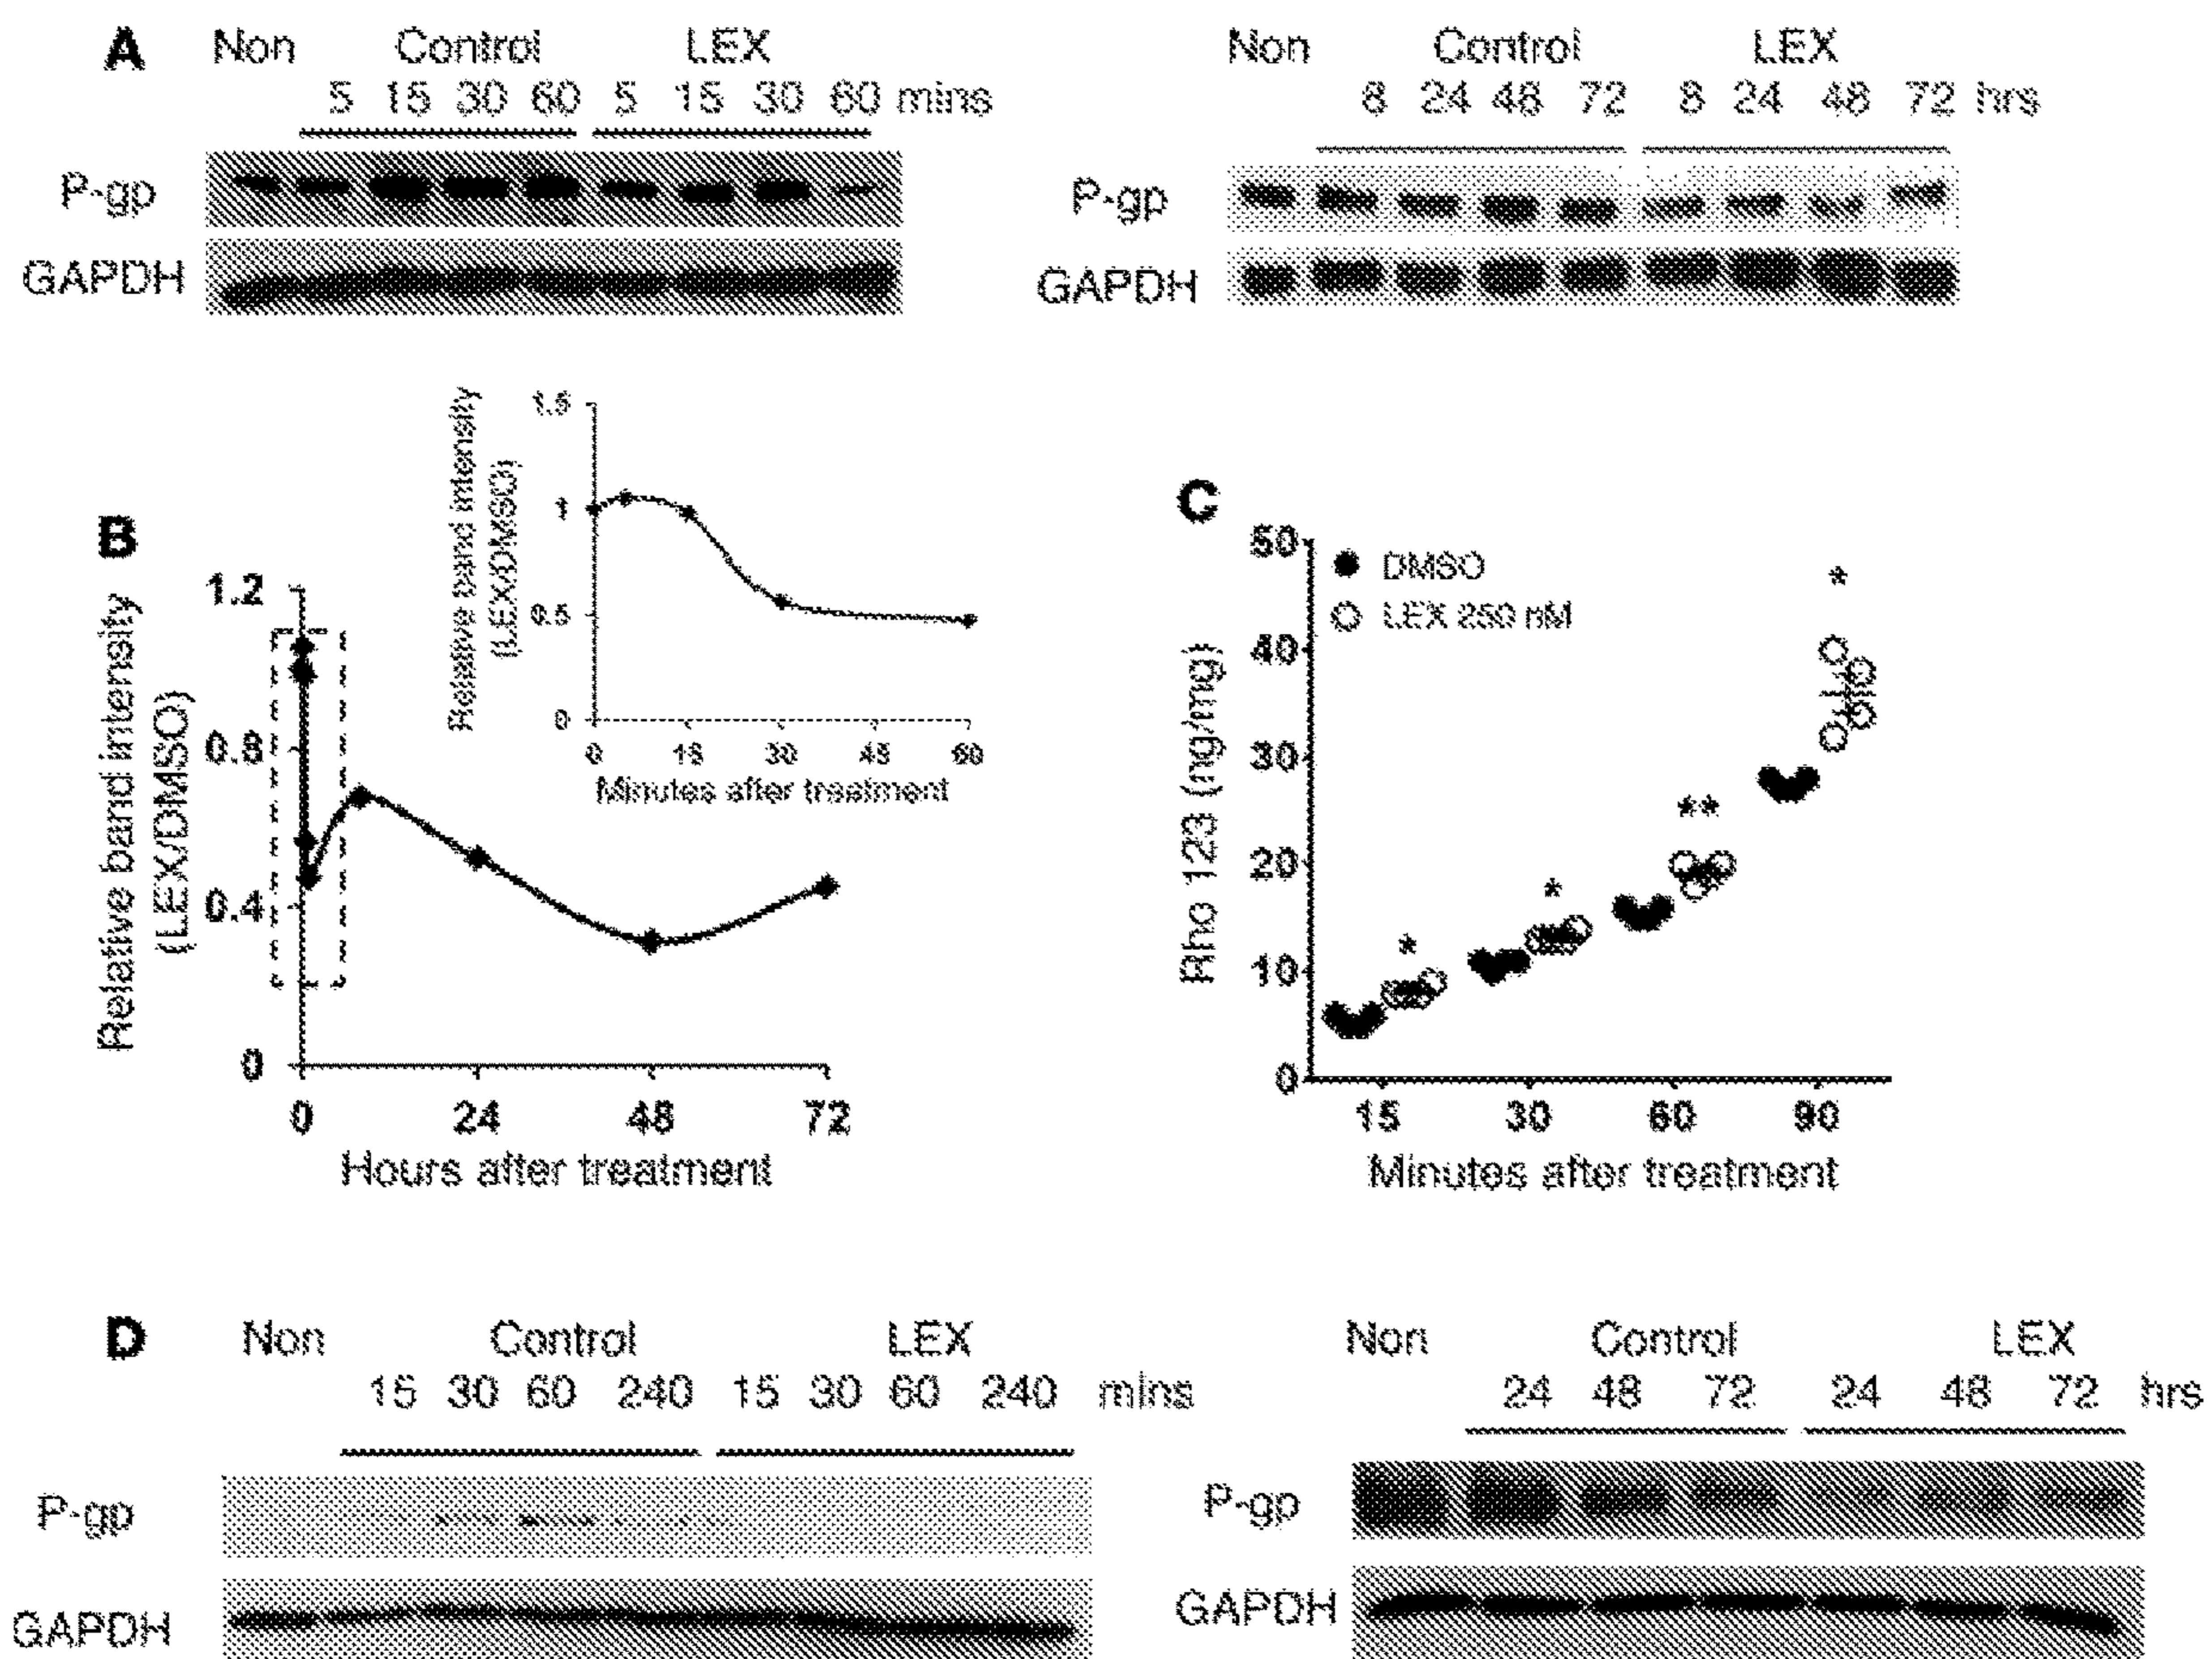 A Non Control LEX
5 15 30 60 5 15 30 60 mins
P-gp
GAPDH
Non Control LEX
8 24 48 72 8 24 48 72 hrs
P-gp
GAPDH
B
Relative band intensity
(LEX/DMSO)
1.2
0.8
0.4
0
0 24 48 72
Hours after treatment
Relative band intensity
(LEX/DMSO)
1.5
1
0.5
0
0 15 30 45 60
Minutes after treatment
C
Rho 123 (ng/mg)
50
40
30
20
10
0
DMSO
LEX 250 nM
*
*
**
*
15 30 60 90
Minutes after treatment
D Non Control LEX
15 30 60 240 15 30 60 240 mins
P-gp
GAPDH
Non Control LEX
24 48 72 24 48 72 hrs
P-gp
GAPDH